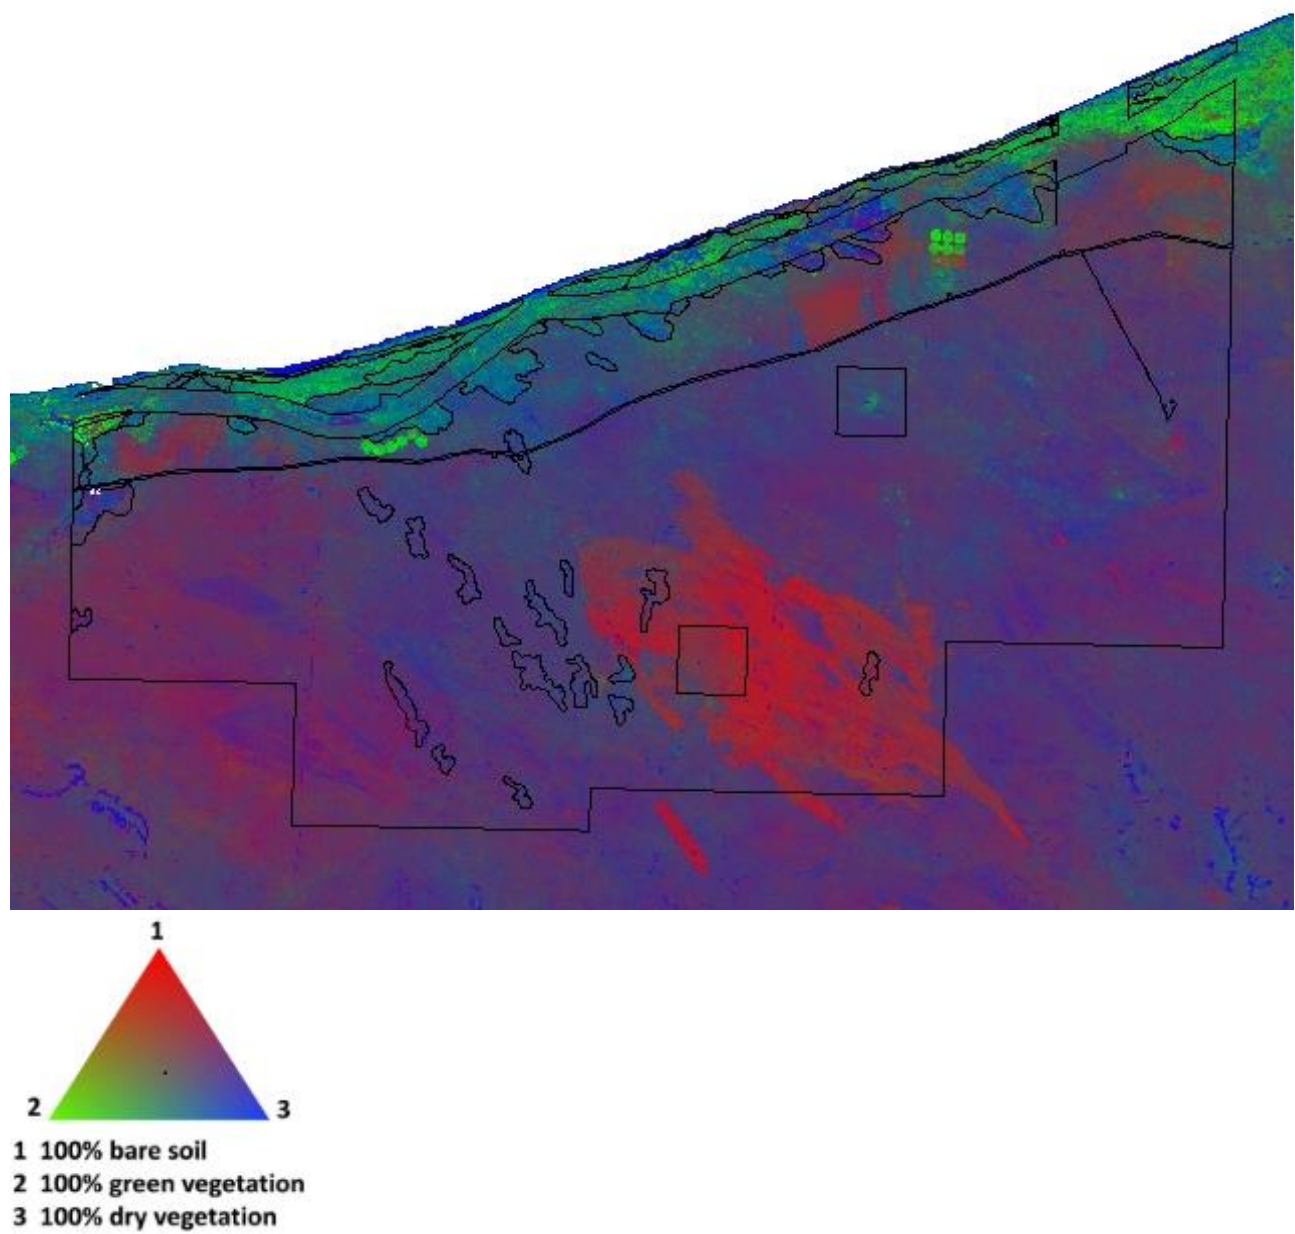 1
2
3
1 100% bare soil
2 100% green vegetation
3 100% dry vegetation